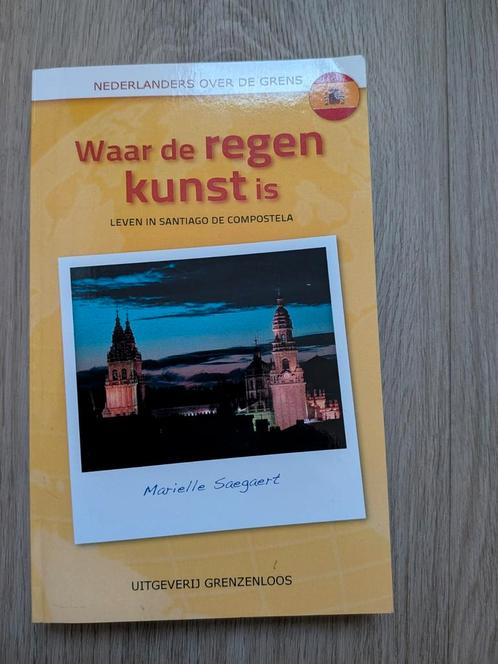 NEDERLANDERS OVER DE GRENS
Waar de regen
kunst is
LEVEN IN SANTIAGO DE COMPOSTELA
Marielle Saegaert
UITGEVERIJ GRENZENLOOS